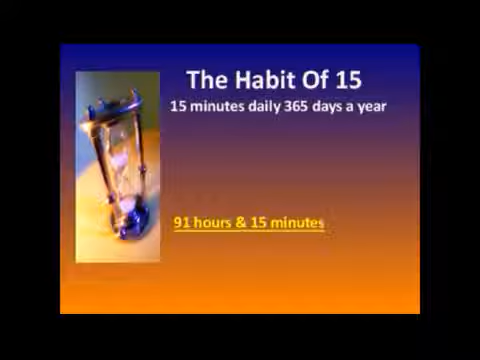 The Habit Of 15
15 minutes daily 365 days a year
91 hours & 15 minutes